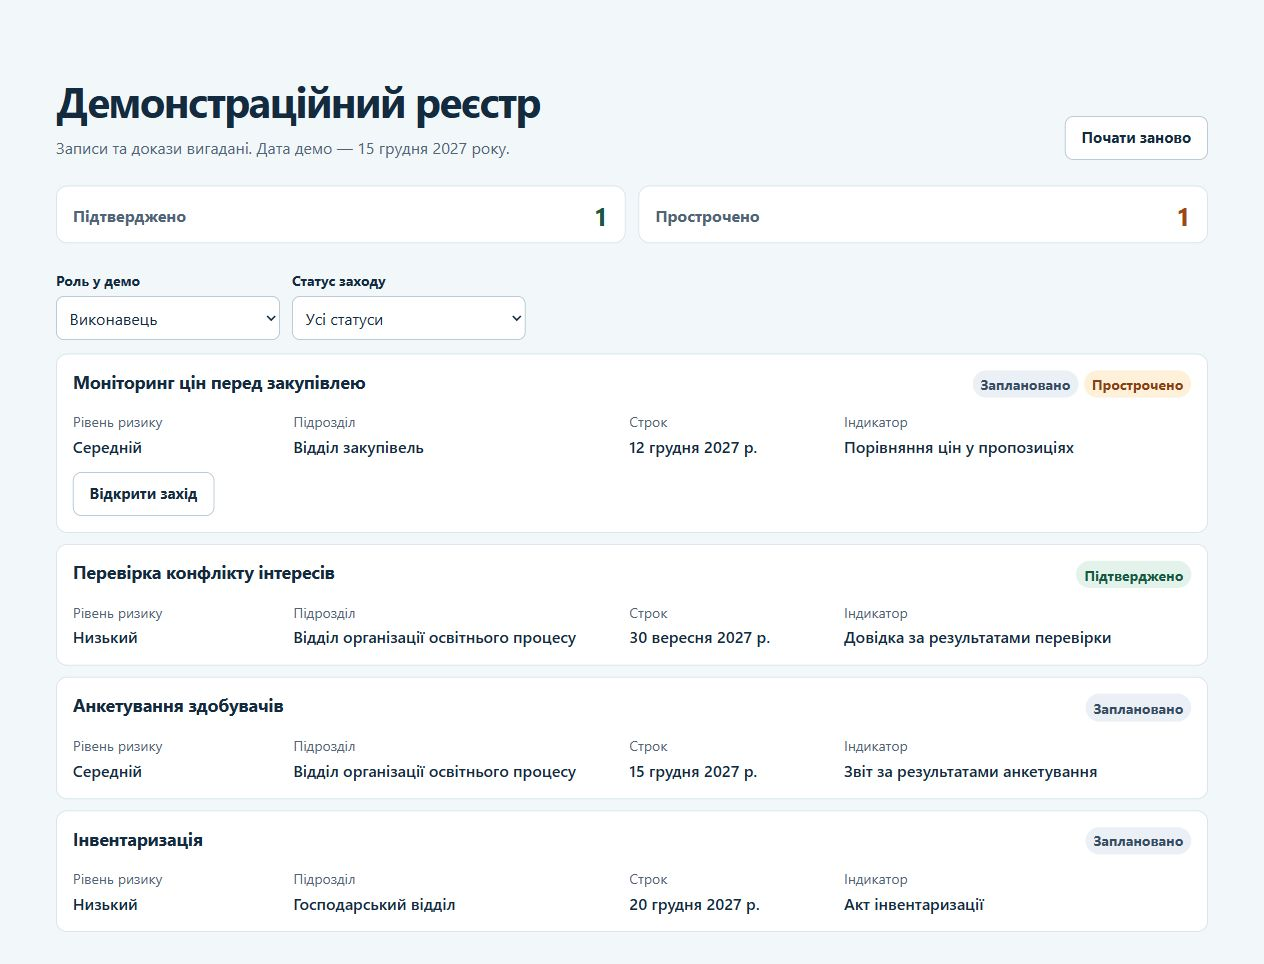 Демонстраційний реєстр
Записи та докази вигадані. Дата демо — 15 грудня 2027 року.
Почати заново
Підтверджено 1
Прострочено 1
Роль у демо
Виконавець
Статус заходу
Усі статуси
Моніторинг цін перед закупівлею
Заплановано Прострочено
Рівень ризику Підрозділ Строк Індикатор
Середній Відділ закупівель 12 грудня 2027 р. Порівняння цін у пропозиціях
Відкрити захід
Перевірка конфлікту інтересів
Підтверджено
Рівень ризику Підрозділ Строк Індикатор
Низький Відділ організації освітнього процесу 30 вересня 2027 р. Довідка за результатами перевірки
Анкетування здобувачів
Заплановано
Рівень ризику Підрозділ Строк Індикатор
Середній Відділ організації освітнього процесу 15 грудня 2027 р. Звіт за результатами анкетування
Інвентаризація
Заплановано
Рівень ризику Підрозділ Строк Індикатор
Низький Господарський відділ 20 грудня 2027 р. Акт інвентаризації